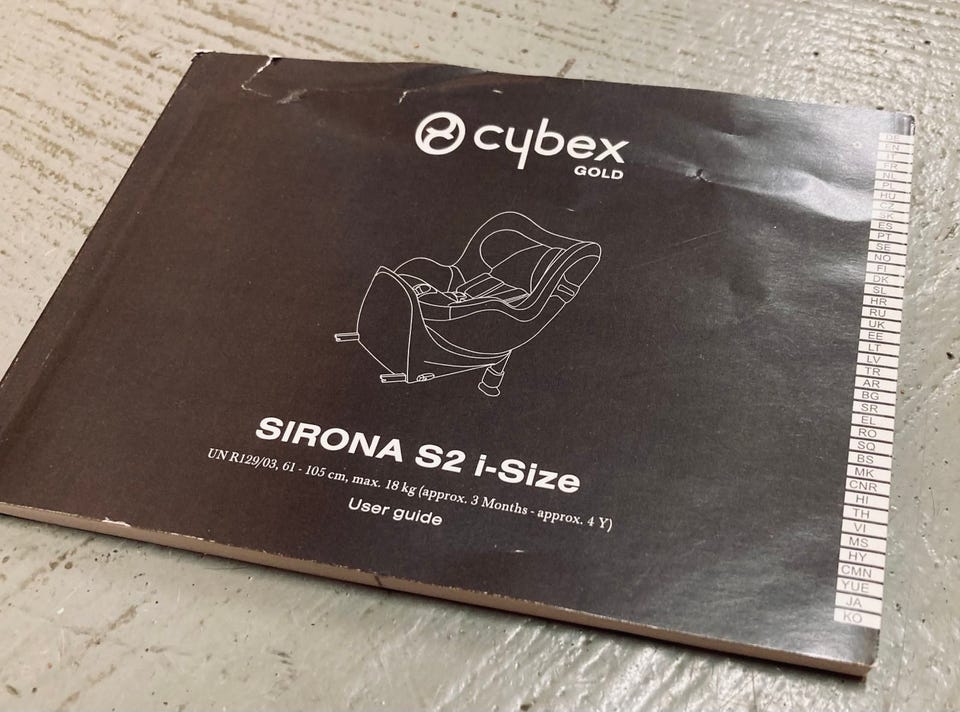 cybex
GOLD
SIRONA S2 i-Size
UN R129/03, 61 - 105 cm, max. 18 kg (approx. 3 Months - approx. 4 Y)
User guide
DE
EN
IT
FR
NL
PL
HU
CZ
SK
ES
PT
SE
NO
FI
DK
SL
HR
RU
UK
EE
LT
LV
TR
AR
BG
SR
EL
RO
SQ
BS
MK
CNR
HI
TH
VI
MS
HY
CMN
YUE
JA
KO